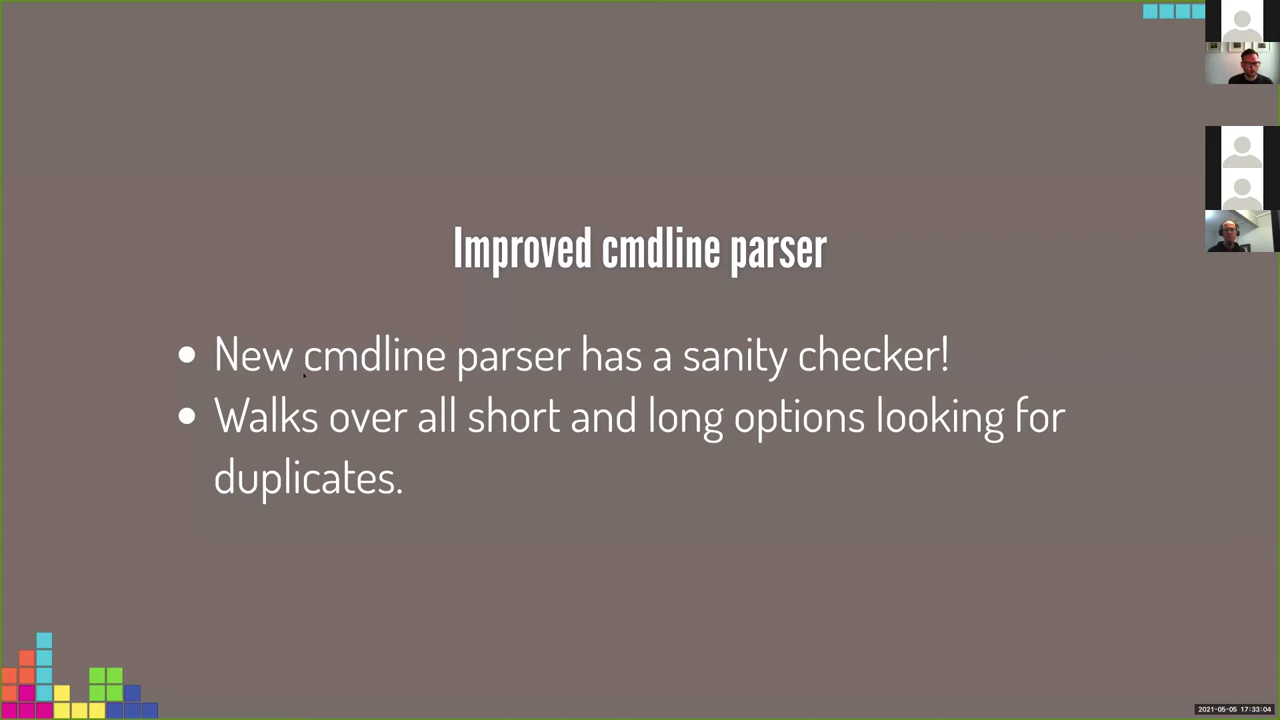 Improved cmdline parser
New cmdline parser has a sanity checker!
Walks over all short and long options looking for
duplicates.
2021-05-05 17:33:04